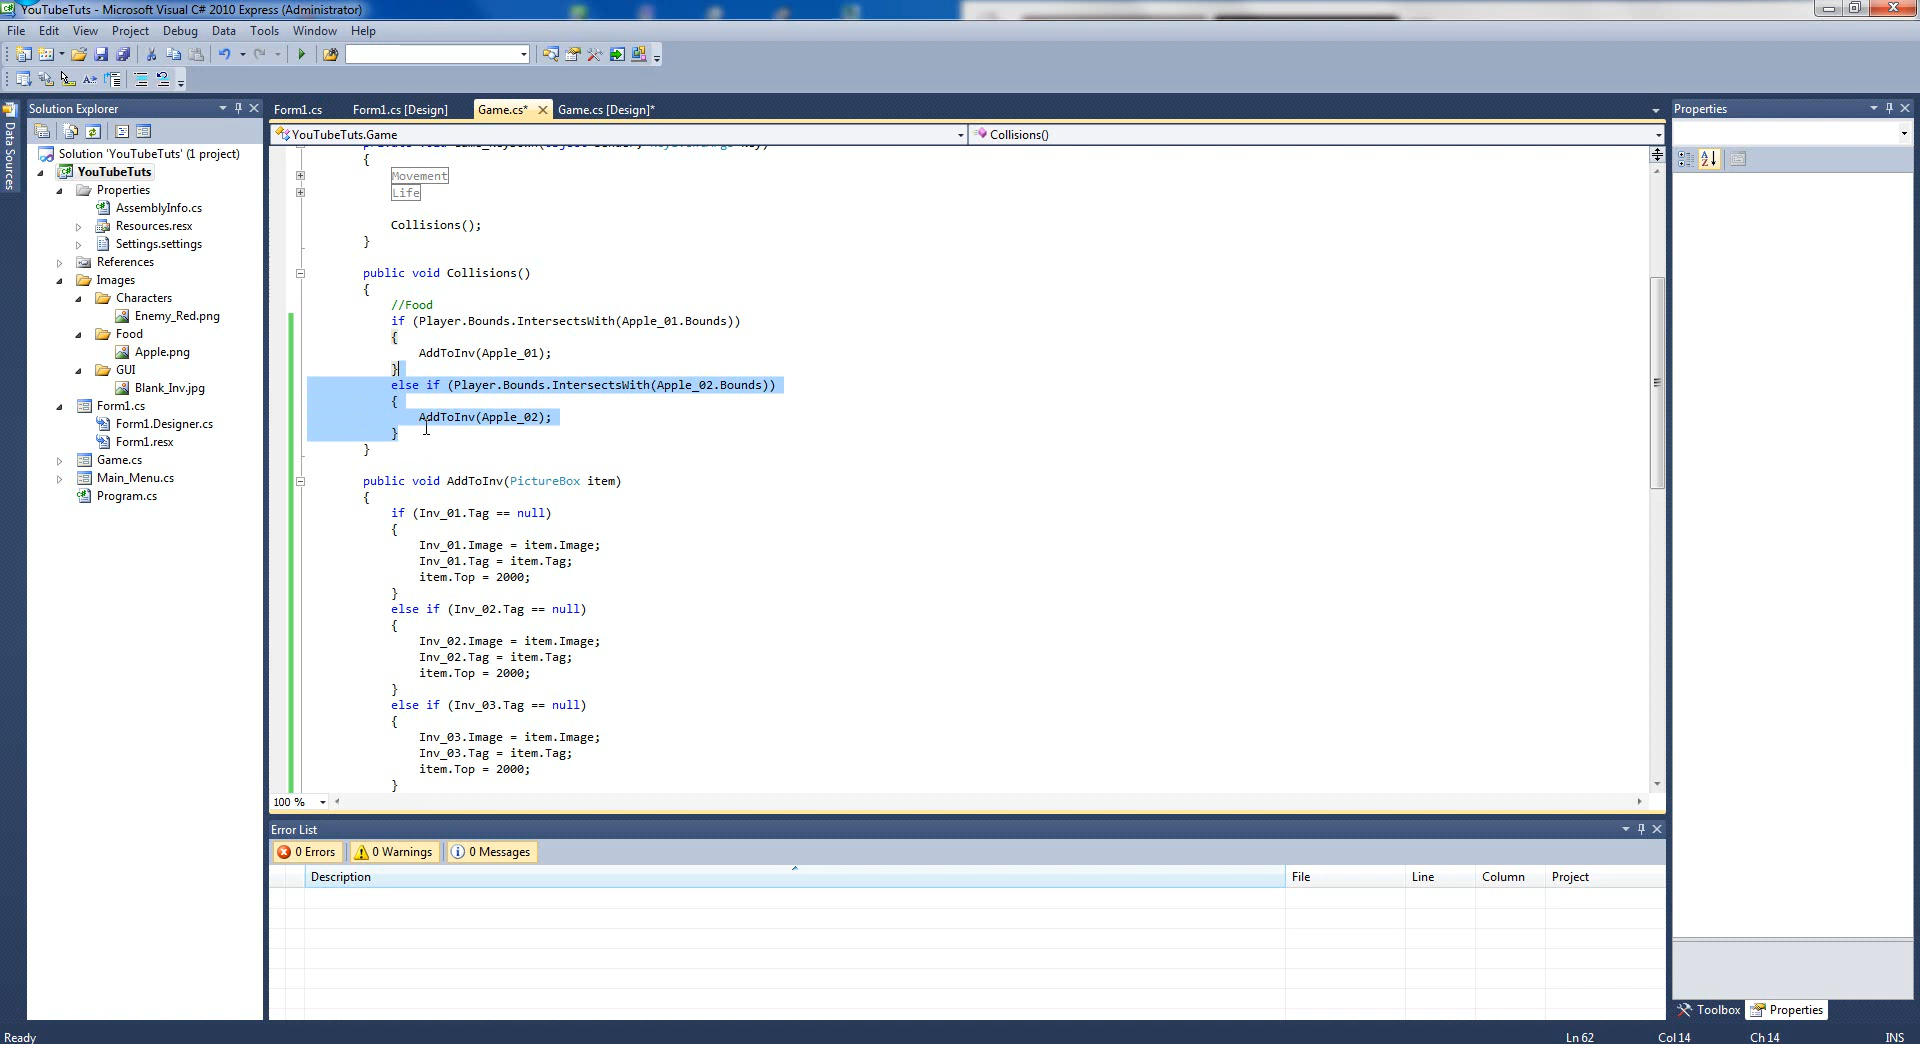 YouTubeTuts - Microsoft Visual C# 2010 Express (Administrator)
File Edit View Project Debug Data Tools Window Help
Data Sources
Solution Explorer
Solution 'YouTubeTuts' (1 project)
YouTubeTuts
Properties
AssemblyInfo.cs
Resources.resx
Settings.settings
References
Images
Characters
Enemy_Red.png
Food
Apple.png
GUI
Blank_Inv.jpg
Form1.cs
Form1.Designer.cs
Form1.resx
Game.cs
Main_Menu.cs
Program.cs
Form1.cs Form1.cs [Design] Game.cs* Game.cs [Design]*
YouTubeTuts.Game Collisions()
{
Movement
Life
Collisions();
}
public void Collisions()
{
//Food
if (Player.Bounds.IntersectsWith(Apple_01.Bounds))
{
AddToInv(Apple_01);
}
else if (Player.Bounds.IntersectsWith(Apple_02.Bounds))
{
AddToInv(Apple_02);
}
}
public void AddToInv(PictureBox item)
{
if (Inv_01.Tag == null)
{
Inv_01.Image = item.Image;
Inv_01.Tag = item.Tag;
item.Top = 2000;
}
else if (Inv_02.Tag == null)
{
Inv_02.Image = item.Image;
Inv_02.Tag = item.Tag;
item.Top = 2000;
}
else if (Inv_03.Tag == null)
{
Inv_03.Image = item.Image;
Inv_03.Tag = item.Tag;
item.Top = 2000;
}
100 %
Error List
0 Errors 0 Warnings 0 Messages
Description File Line Column Project
Properties
Toolbox Properties
Ready Ln 62 Col 14 Ch 14 INS